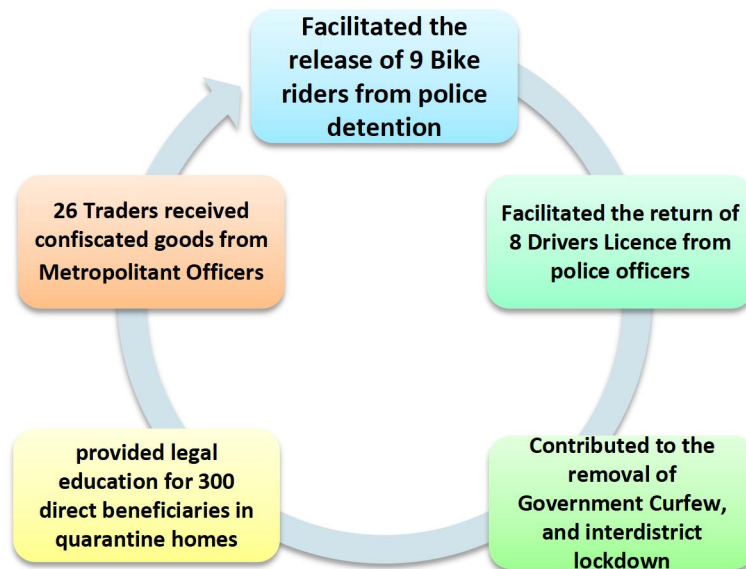 Facilitated the
release of 9 Bike
riders from police
detention
Facilitated the return of
8 Drivers Licence from
police officers
Contributed to the
removal of
Government Curfew,
and interdistrict
lockdown
provided legal
education for 300
direct beneficiaries in
quarantine homes
26 Traders received
confiscated goods from
Metropolitant Officers